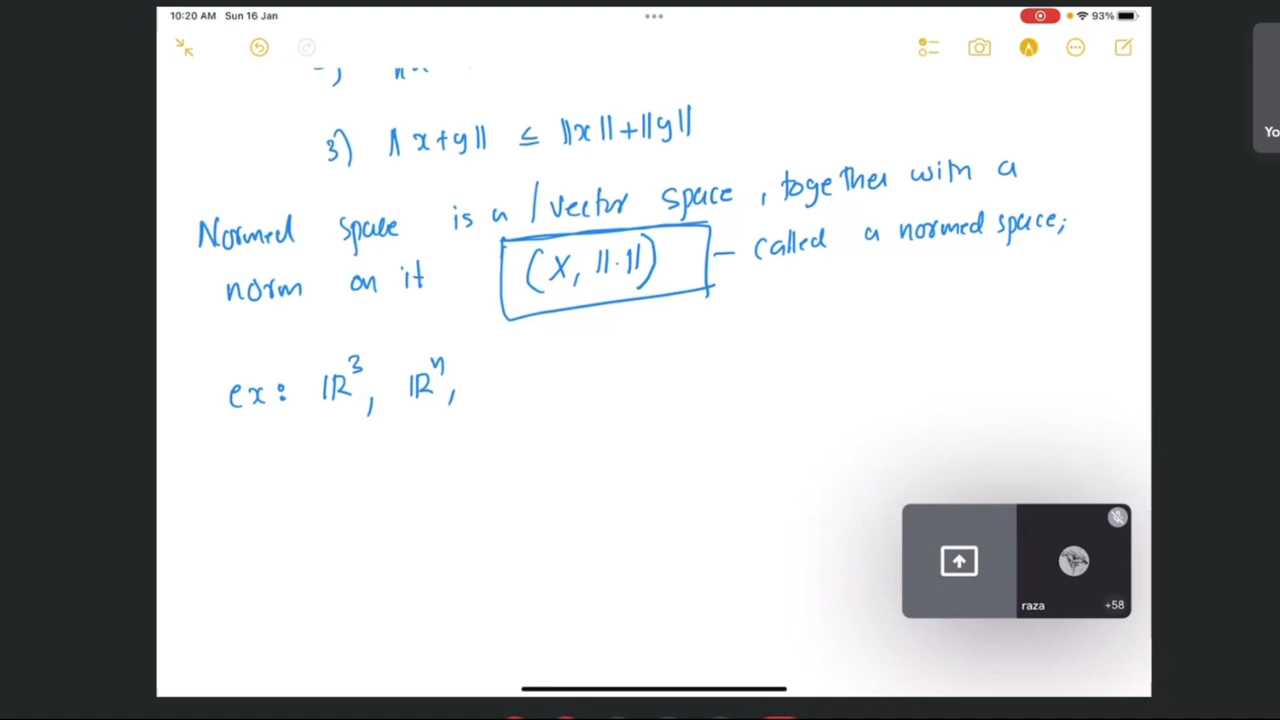 10:20 AM Sun 16 Jan
93%
3) ||x+y|| ≤ ||x||+||y||
Normed space is a /vector space, together with a
norm on it (X, ||·||) – called a normed space;
ex: ℝ³, ℝⁿ,
raza +58
Yo